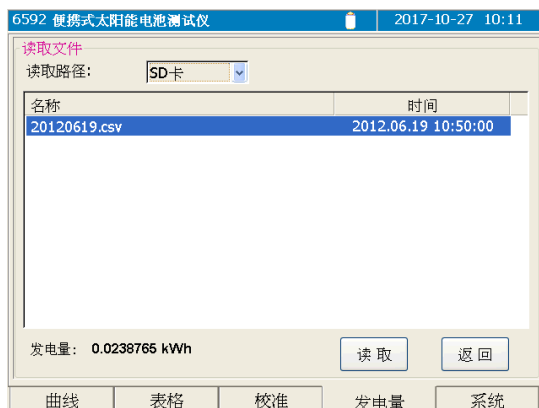 6592 便携式太阳能电池测试仪 2017-10-27 10:11
读取文件
读取路径: SD卡
名称 时间
20120619.csv 2012.06.19 10:50:00
发电量: 0.0238765 kWh 读取 返回
曲线 表格 校准 发电量 系统